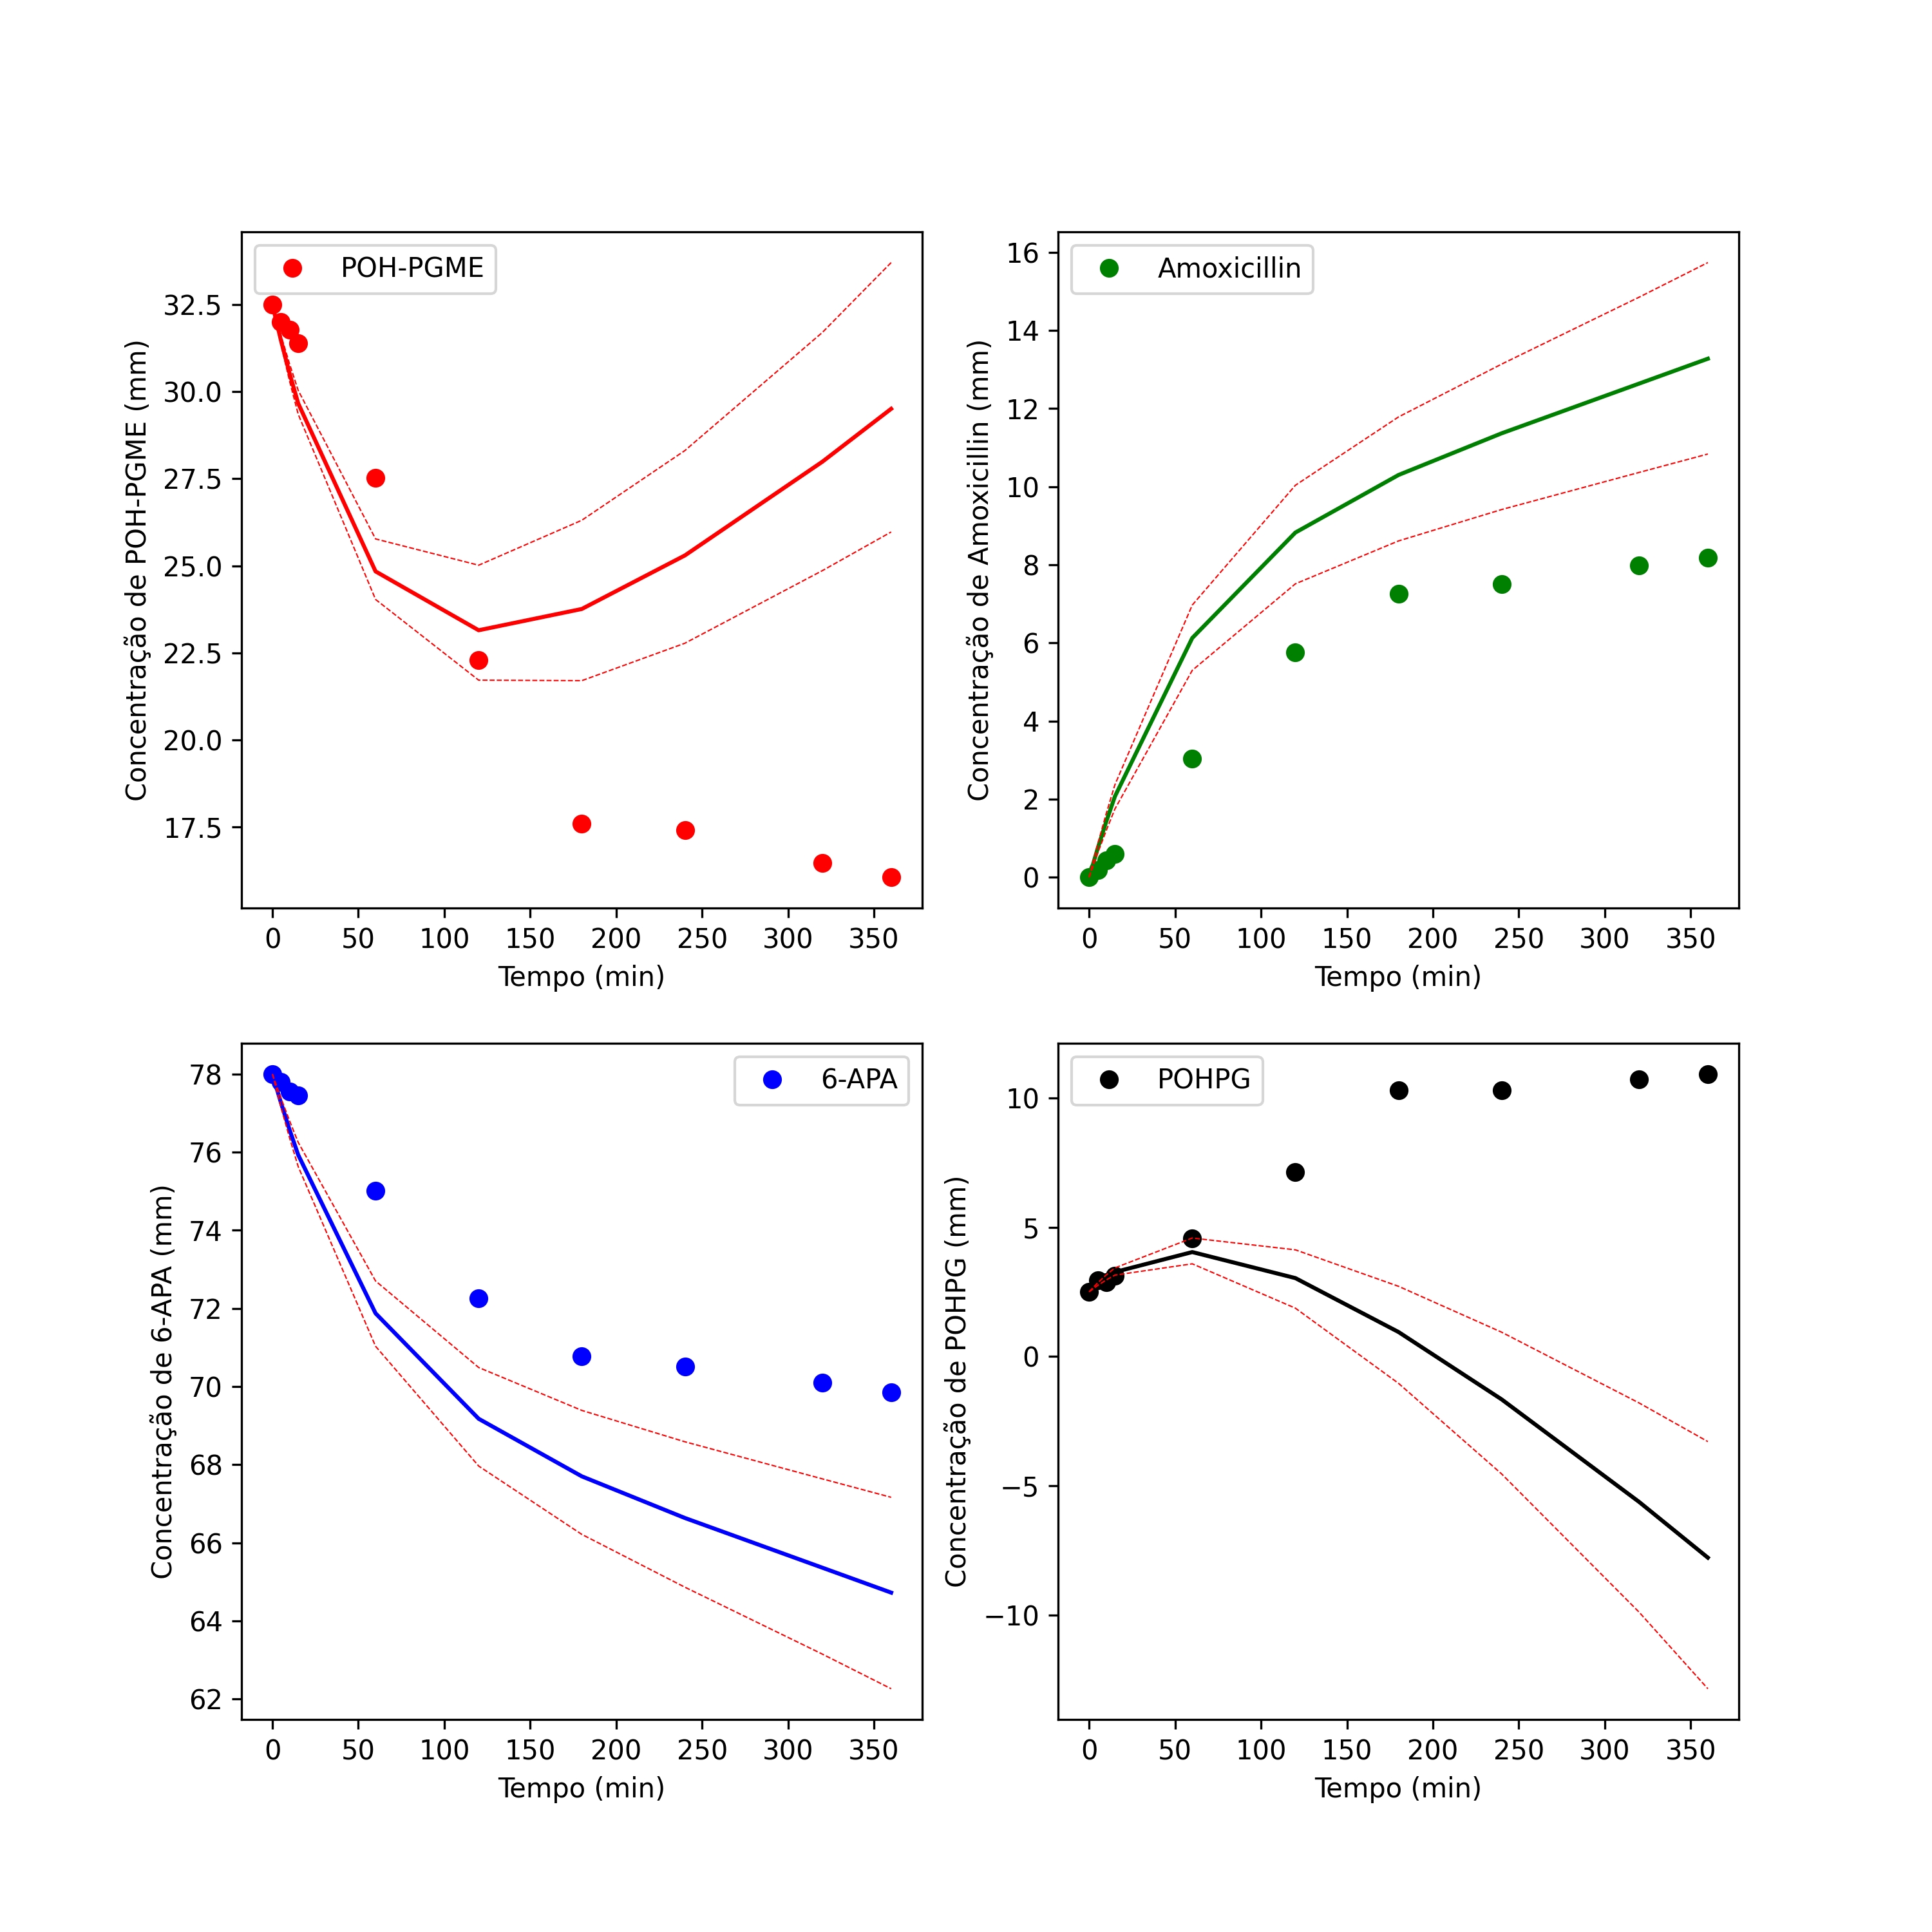 POH-PGME
32.5
30.0
27.5
25.0
22.5
20.0
17.5
Concentração de POH-PGME (mm)
0 50 100 150 200 250 300 350
Tempo (min)
Amoxicillin
16
14
12
10
8
6
4
2
0
Concentração de Amoxicillin (mm)
0 50 100 150 200 250 300 350
Tempo (min)
6-APA
78
76
74
72
70
68
66
64
62
Concentração de 6-APA (mm)
0 50 100 150 200 250 300 350
Tempo (min)
POHPG
10
5
0
−5
−10
Concentração de POHPG (mm)
0 50 100 150 200 250 300 350
Tempo (min)